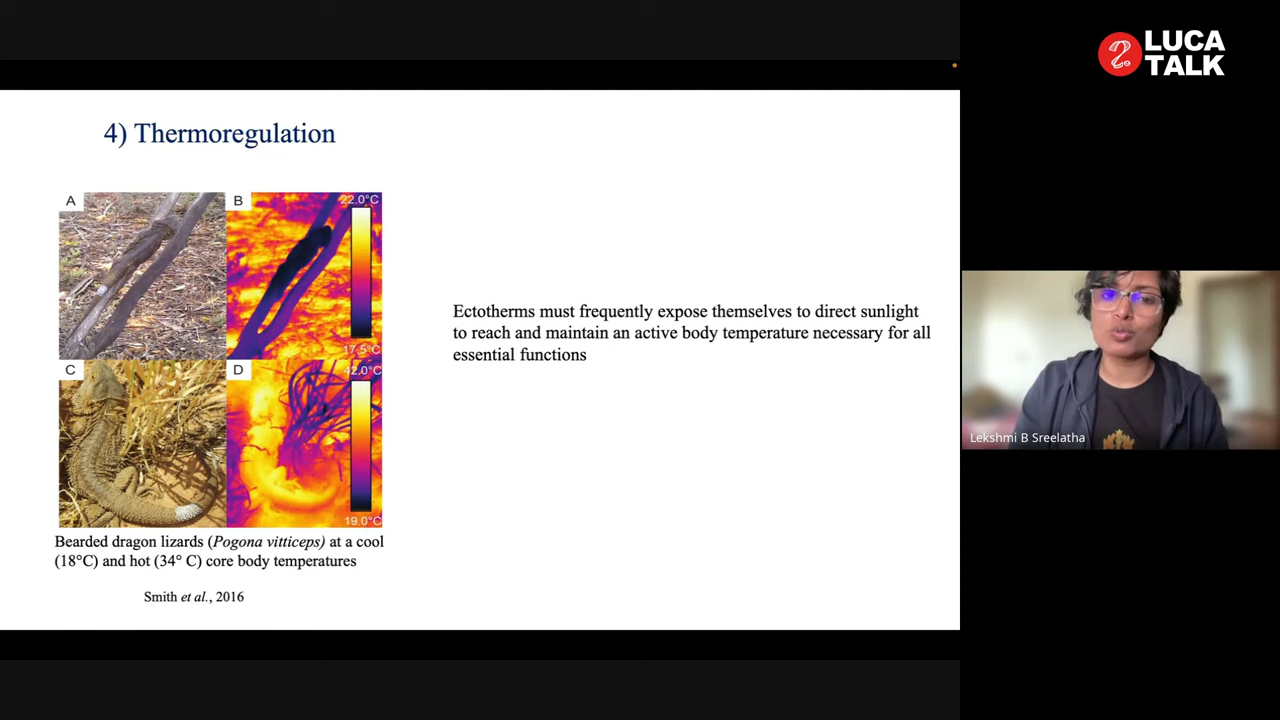 LUCA
TALK
4) Thermoregulation
A
B
22.0°C
17.5°C
C
D
42.0°C
19.0°C
Ectotherms must frequently expose themselves to direct sunlight
to reach and maintain an active body temperature necessary for all
essential functions
Bearded dragon lizards (Pogona vitticeps) at a cool
(18°C) and hot (34° C) core body temperatures
Smith et al., 2016
Lekshmi B Sreelatha